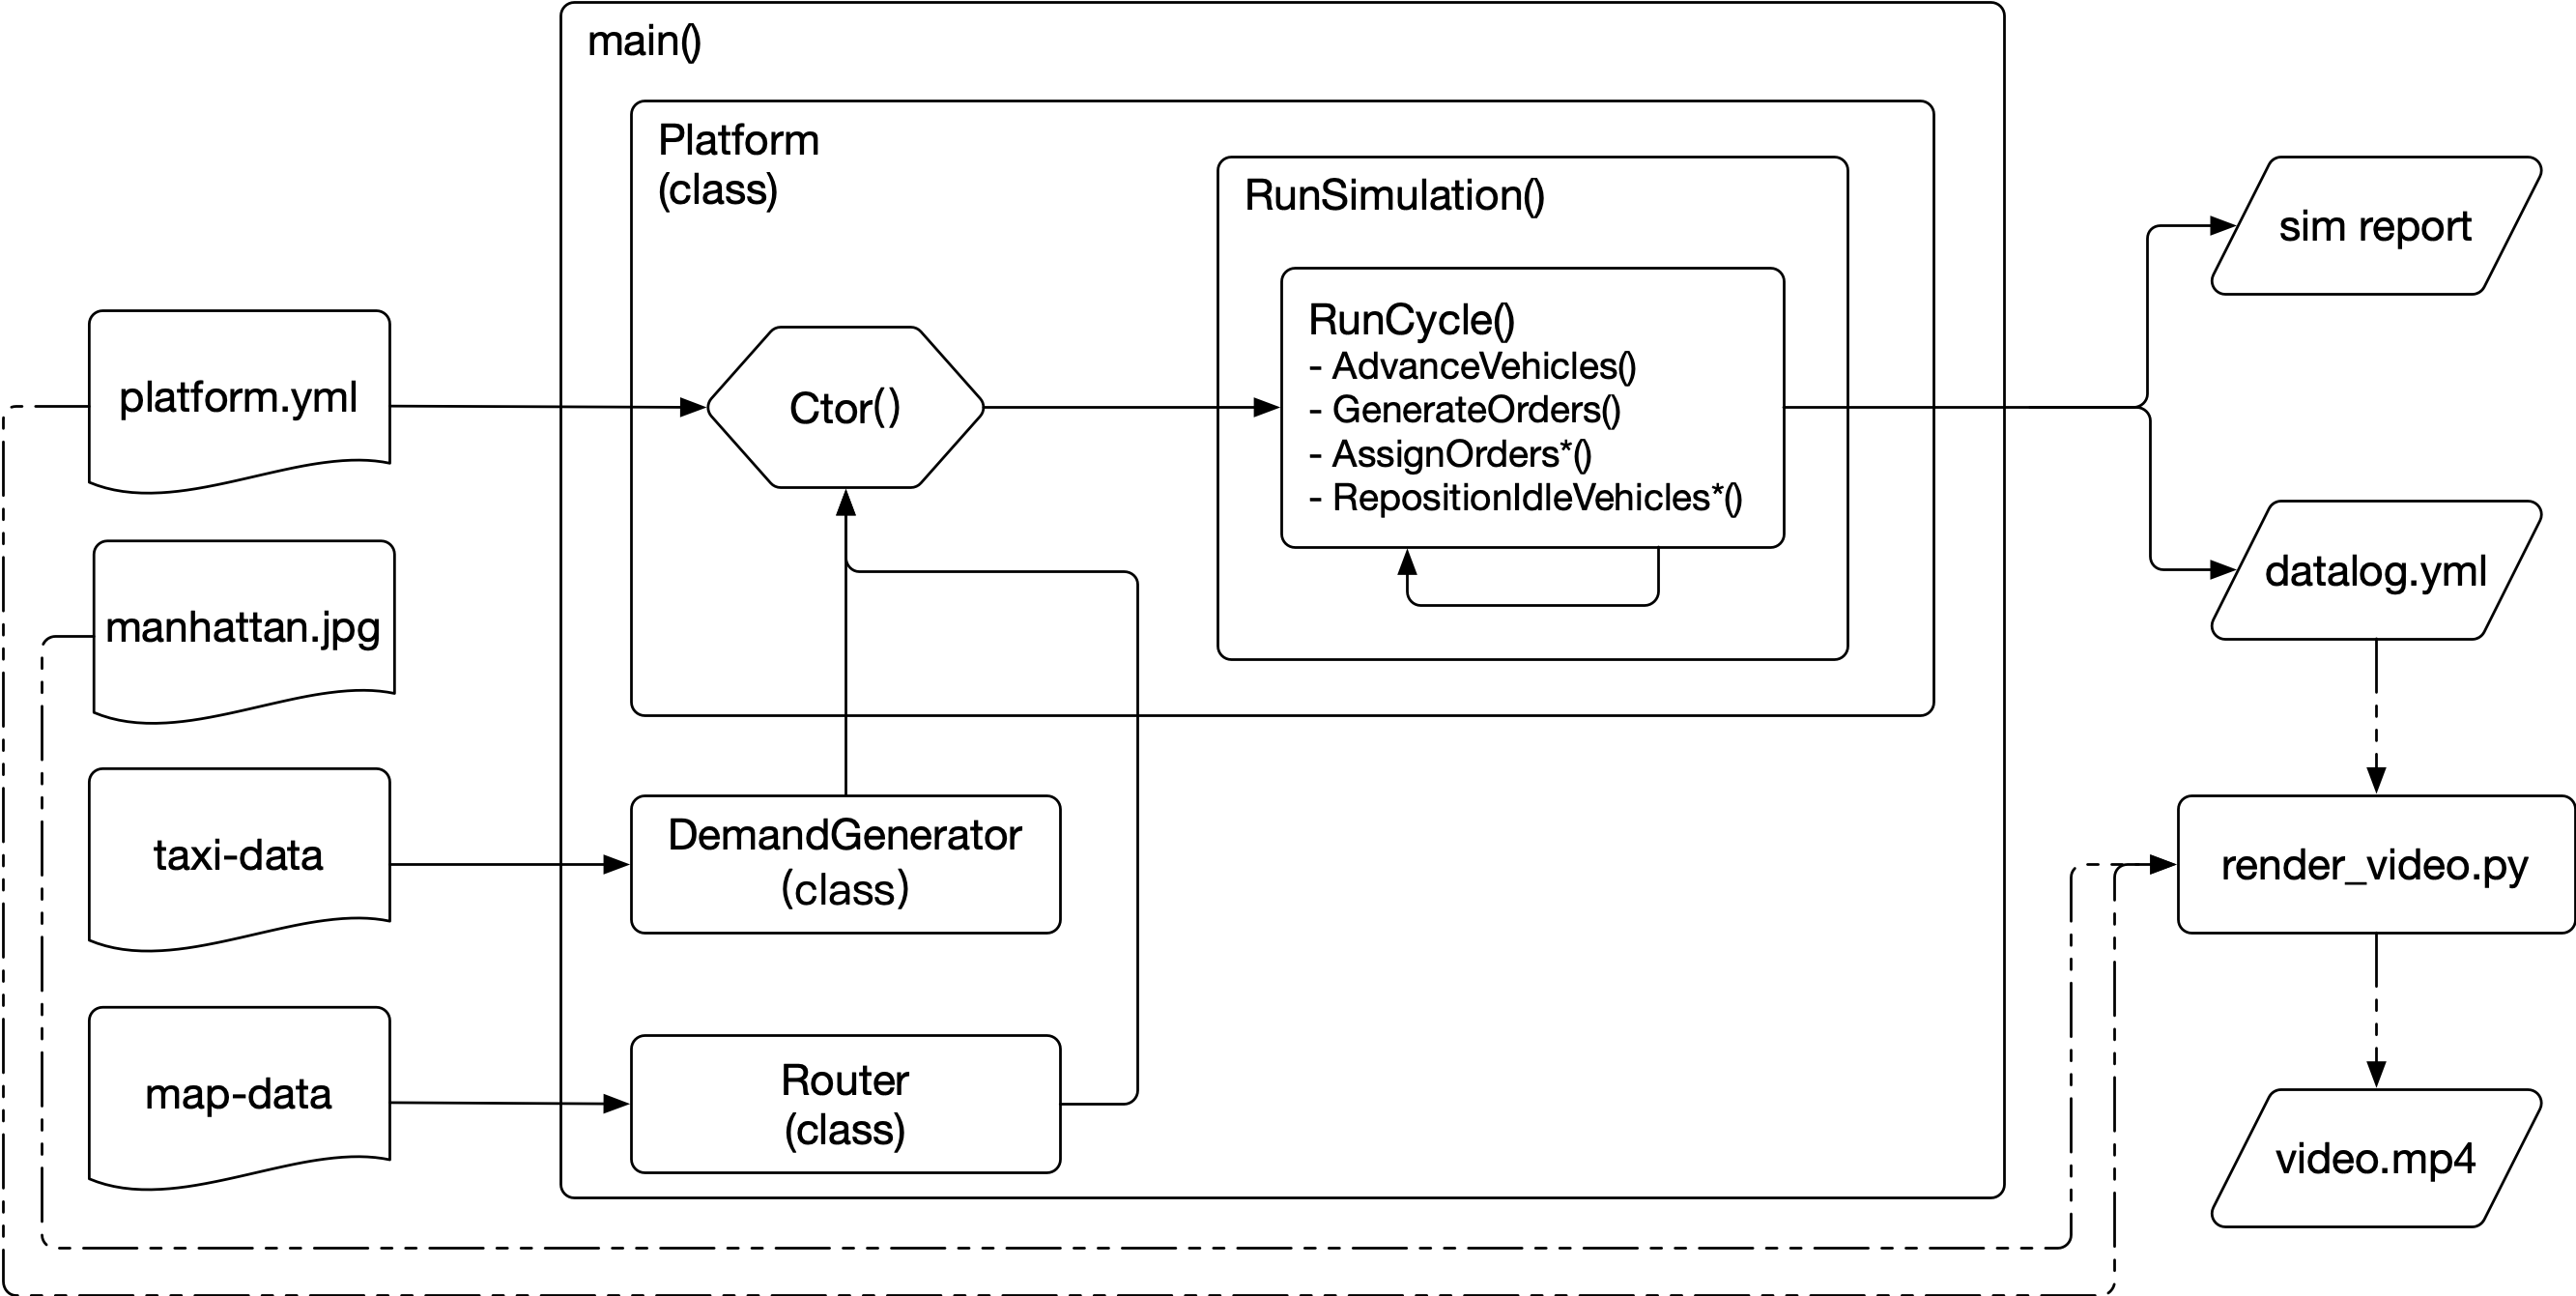 main()
Platform
(class)
RunSimulation()
RunCycle()
- AdvanceVehicles()
- GenerateOrders()
- AssignOrders*()
- RepositionIdleVehicles*()
Ctor()
platform.yml
manhattan.jpg
taxi-data
map-data
DemandGenerator
(class)
Router
(class)
sim report
datalog.yml
render_video.py
video.mp4